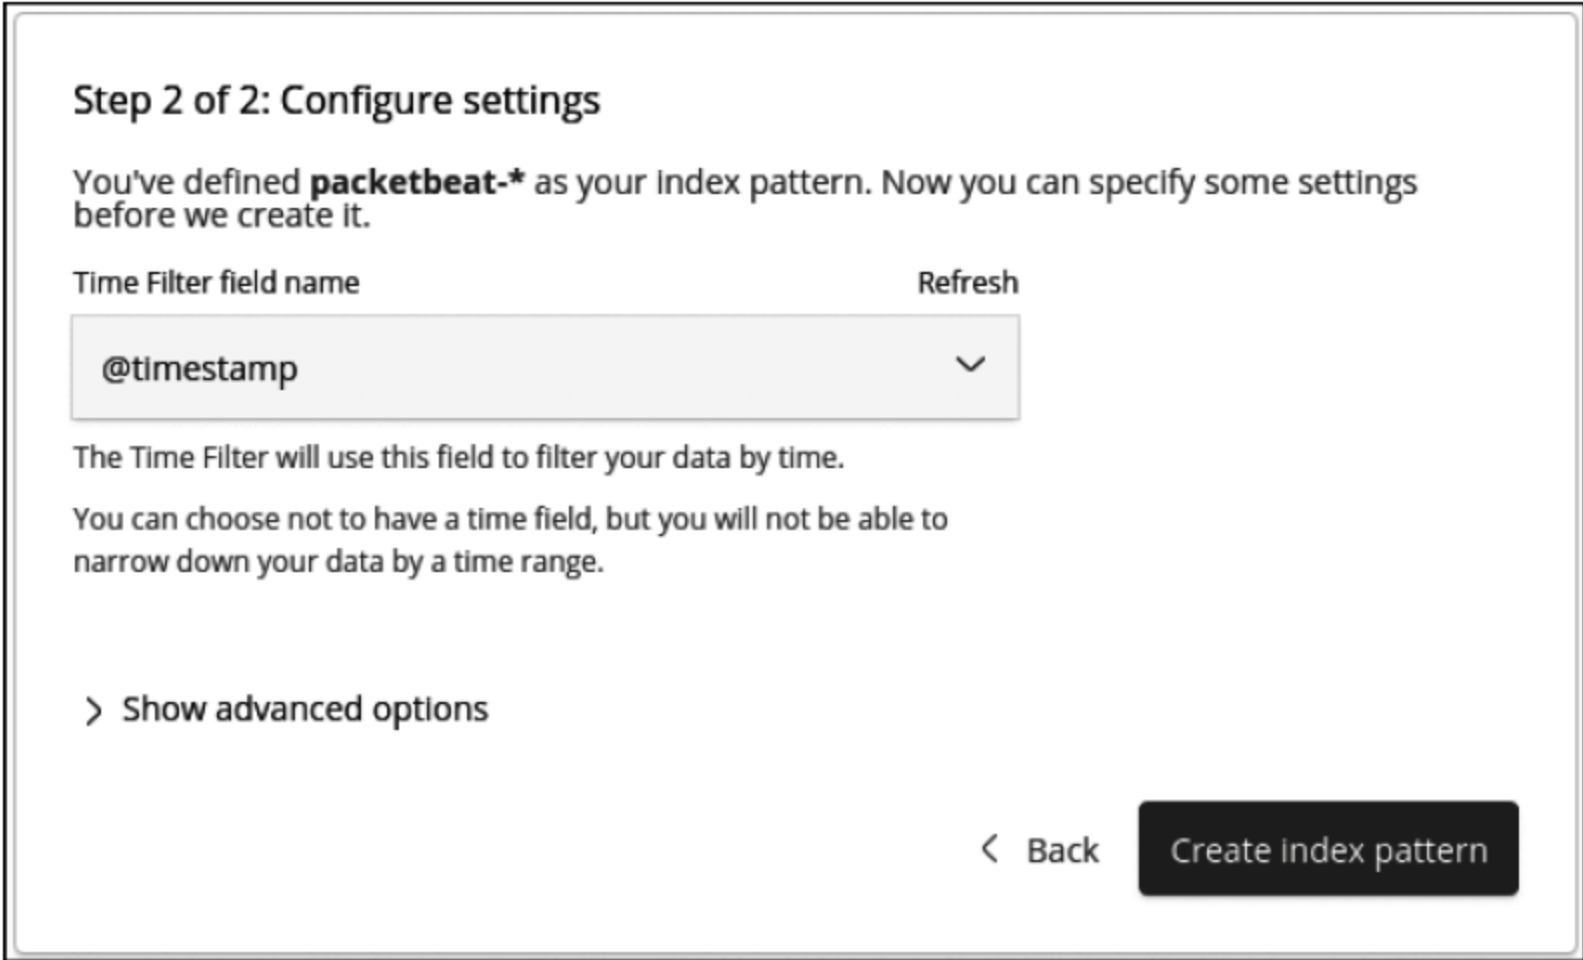 Step 2 of 2: Configure settings
You've defined packetbeat-* as your index pattern. Now you can specify some settings
before we create it.
Time Filter field name Refresh
@timestamp
The Time Filter will use this field to filter your data by time.
You can choose not to have a time field, but you will not be able to
narrow down your data by a time range.
Show advanced options
Back Create index pattern